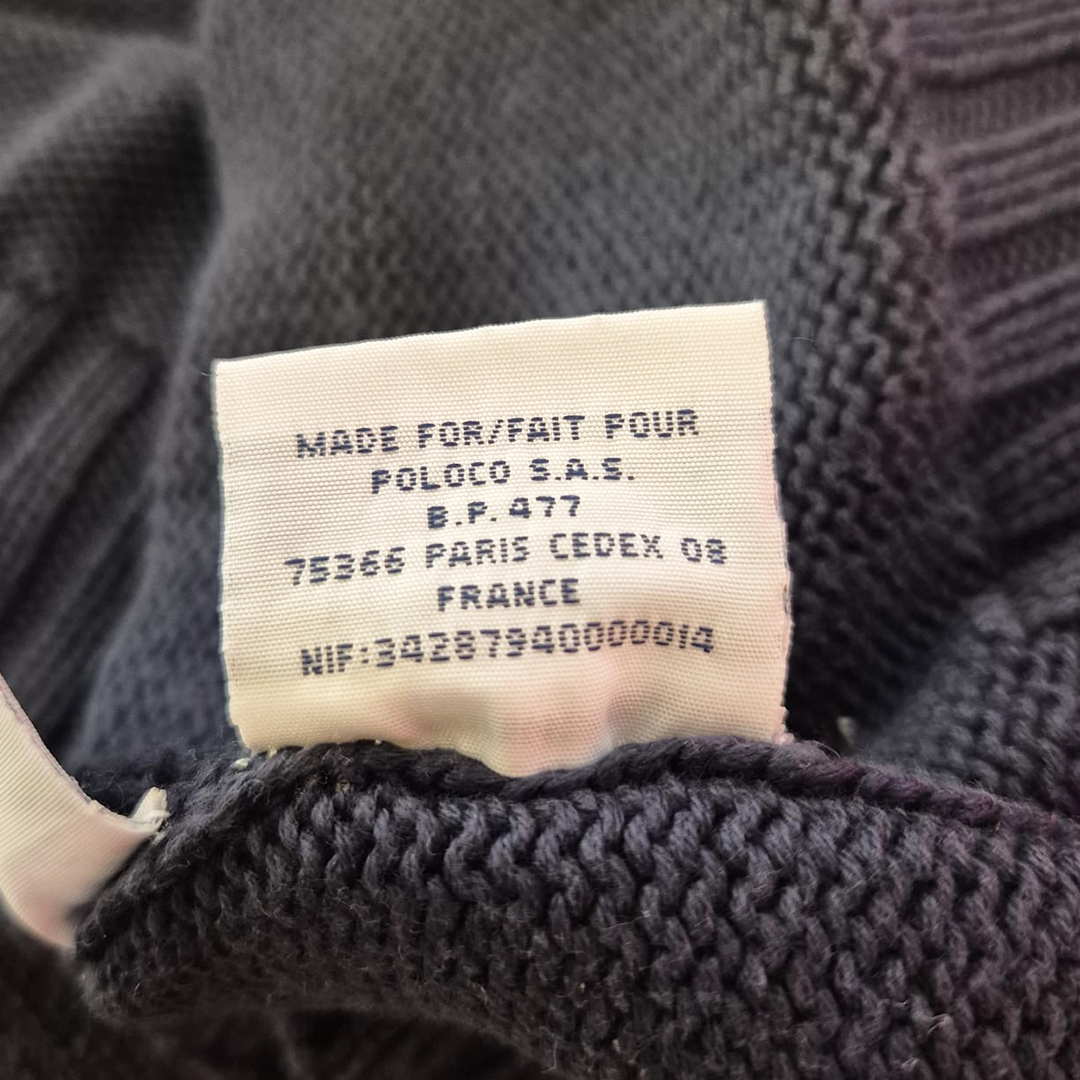 MADE FOR/FAIT POUR
POLOCO S.A.S.
B.P. 477
75366 PARIS CEDEX 08
FRANCE
NIF:34287940000014